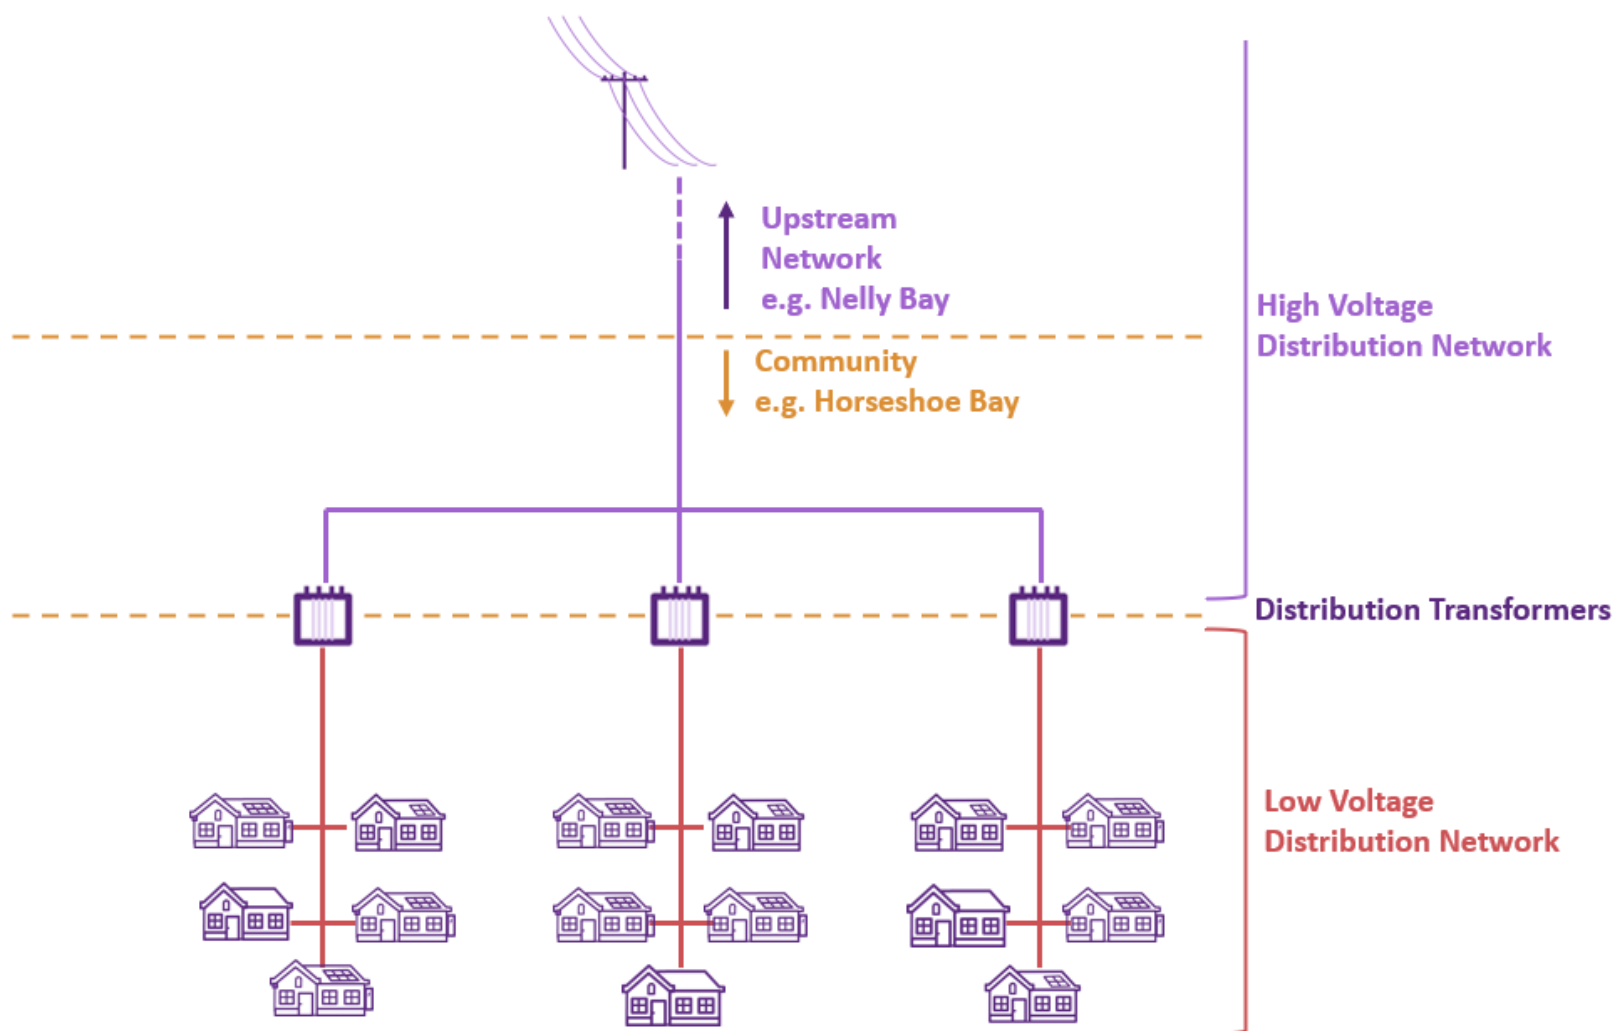 Upstream
Network
e.g. Nelly Bay
High Voltage
Distribution Network
Community
e.g. Horseshoe Bay
Distribution Transformers
Low Voltage
Distribution Network